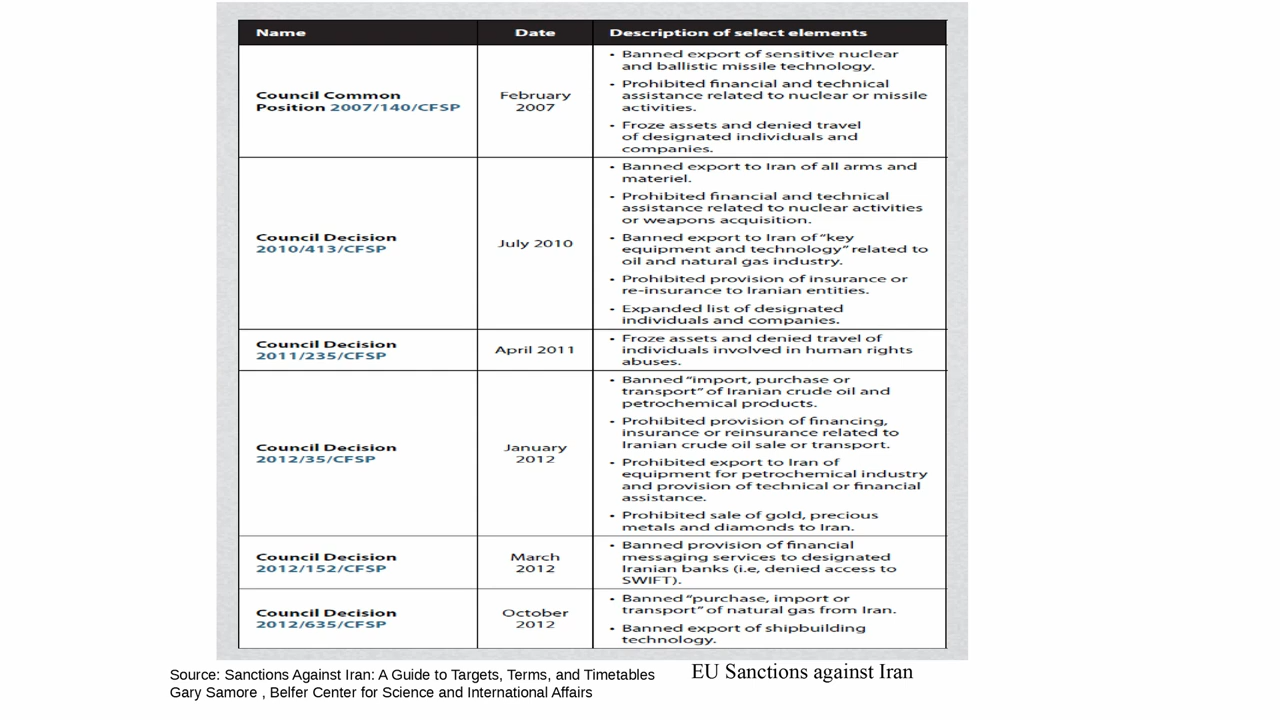 Name Date Description of select elements
Council Common
Position 2007/140/CFSP
February
2007
• Banned export of sensitive nuclear
and ballistic missile technology.
• Prohibited financial and technical
assistance related to nuclear or missile
activities.
• Froze assets and denied travel
of designated individuals and
companies.
Council Decision
2010/413/CFSP
July 2010
• Banned export to Iran of all arms and
materiel.
• Prohibited financial and technical
assistance related to nuclear activities
or weapons acquisition.
• Banned export to Iran of “key
equipment and technology” related to
oil and natural gas industry.
• Prohibited provision of insurance or
re-insurance to Iranian entities.
• Expanded list of designated
individuals and companies.
Council Decision
2011/235/CFSP
April 2011
• Froze assets and denied travel of
individuals involved in human rights
abuses.
Council Decision
2012/35/CFSP
January
2012
• Banned “import, purchase or
transport” of Iranian crude oil and
petrochemical products.
• Prohibited provision of financing,
insurance or reinsurance related to
Iranian crude oil sale or transport.
• Prohibited export to Iran of
equipment for petrochemical industry
and provision of technical or financial
assistance.
• Prohibited sale of gold, precious
metals and diamonds to Iran.
Council Decision
2012/152/CFSP
March
2012
• Banned provision of financial
messaging services to designated
Iranian banks (i.e, denied access to
SWIFT).
Council Decision
2012/635/CFSP
October
2012
• Banned “purchase, import or
transport” of natural gas from Iran.
• Banned export of shipbuilding
technology.
Source: Sanctions Against Iran: A Guide to Targets, Terms, and Timetables
Gary Samore , Belfer Center for Science and International Affairs
EU Sanctions against Iran